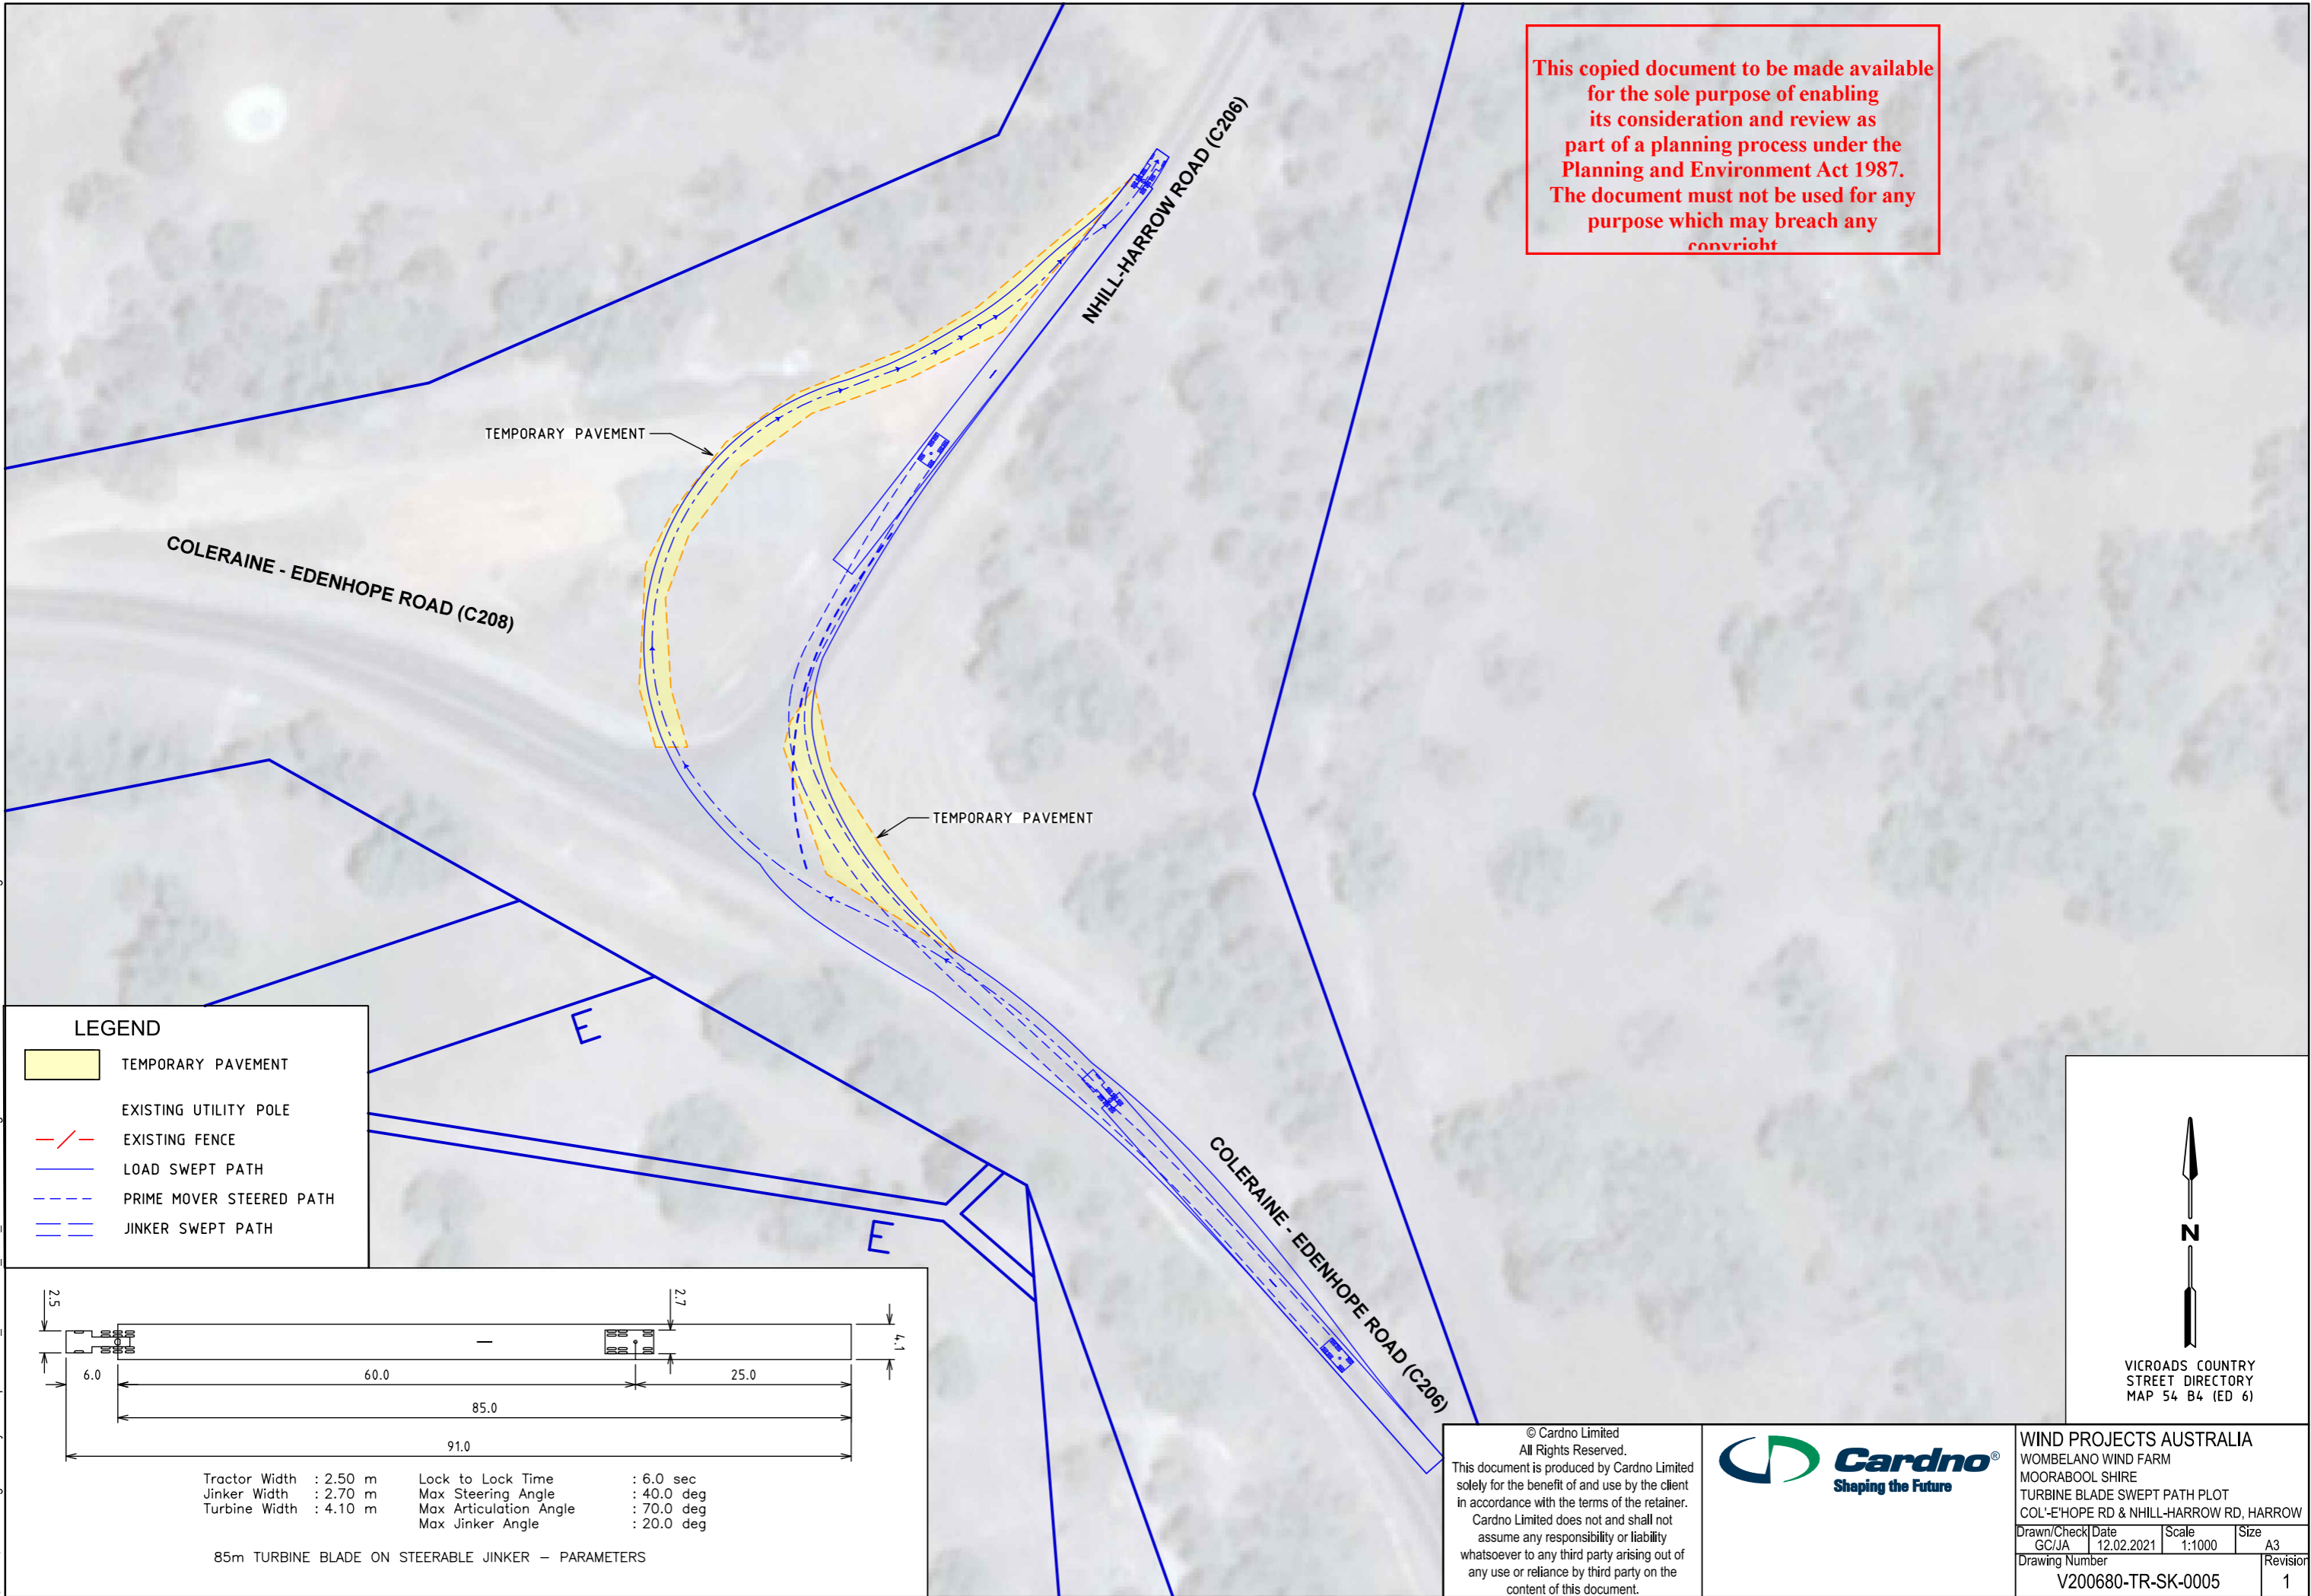 This copied document to be made available
for the sole purpose of enabling
its consideration and review as
part of a planning process under the
Planning and Environment Act 1987.
The document must not be used for any
purpose which may breach any
copyright
NHILL-HARROW ROAD (C206)
TEMPORARY PAVEMENT
COLERAINE - EDENHOPE ROAD (C208)
TEMPORARY PAVEMENT
COLERAINE - EDENHOPE ROAD (C206)
E
E
LEGEND
TEMPORARY PAVEMENT
EXISTING UTILITY POLE
EXISTING FENCE
LOAD SWEPT PATH
PRIME MOVER STEERED PATH
JINKER SWEPT PATH
2.5
2.7
4.1
6.0
60.0
25.0
85.0
91.0
Tractor Width : 2.50 m Lock to Lock Time : 6.0 sec
Jinker Width : 2.70 m Max Steering Angle : 40.0 deg
Turbine Width : 4.10 m Max Articulation Angle : 70.0 deg
Max Jinker Angle : 20.0 deg
85m TURBINE BLADE ON STEERABLE JINKER – PARAMETERS
N
VICROADS COUNTRY
STREET DIRECTORY
MAP 54 B4 (ED 6)
© Cardno Limited
All Rights Reserved.
This document is produced by Cardno Limited
solely for the benefit of and use by the client
in accordance with the terms of the retainer.
Cardno Limited does not and shall not
assume any responsibility or liability
whatsoever to any third party arising out of
any use or reliance by third party on the
content of this document.
Cardno®
Shaping the Future
WIND PROJECTS AUSTRALIA
WOMBELANO WIND FARM
MOORABOOL SHIRE
TURBINE BLADE SWEPT PATH PLOT
COL'-E'HOPE RD & NHILL-HARROW RD, HARROW
Drawn/Check Date Scale Size
GC/JA 12.02.2021 1:1000 A3
Drawing Number Revision
V200680-TR-SK-0005 1